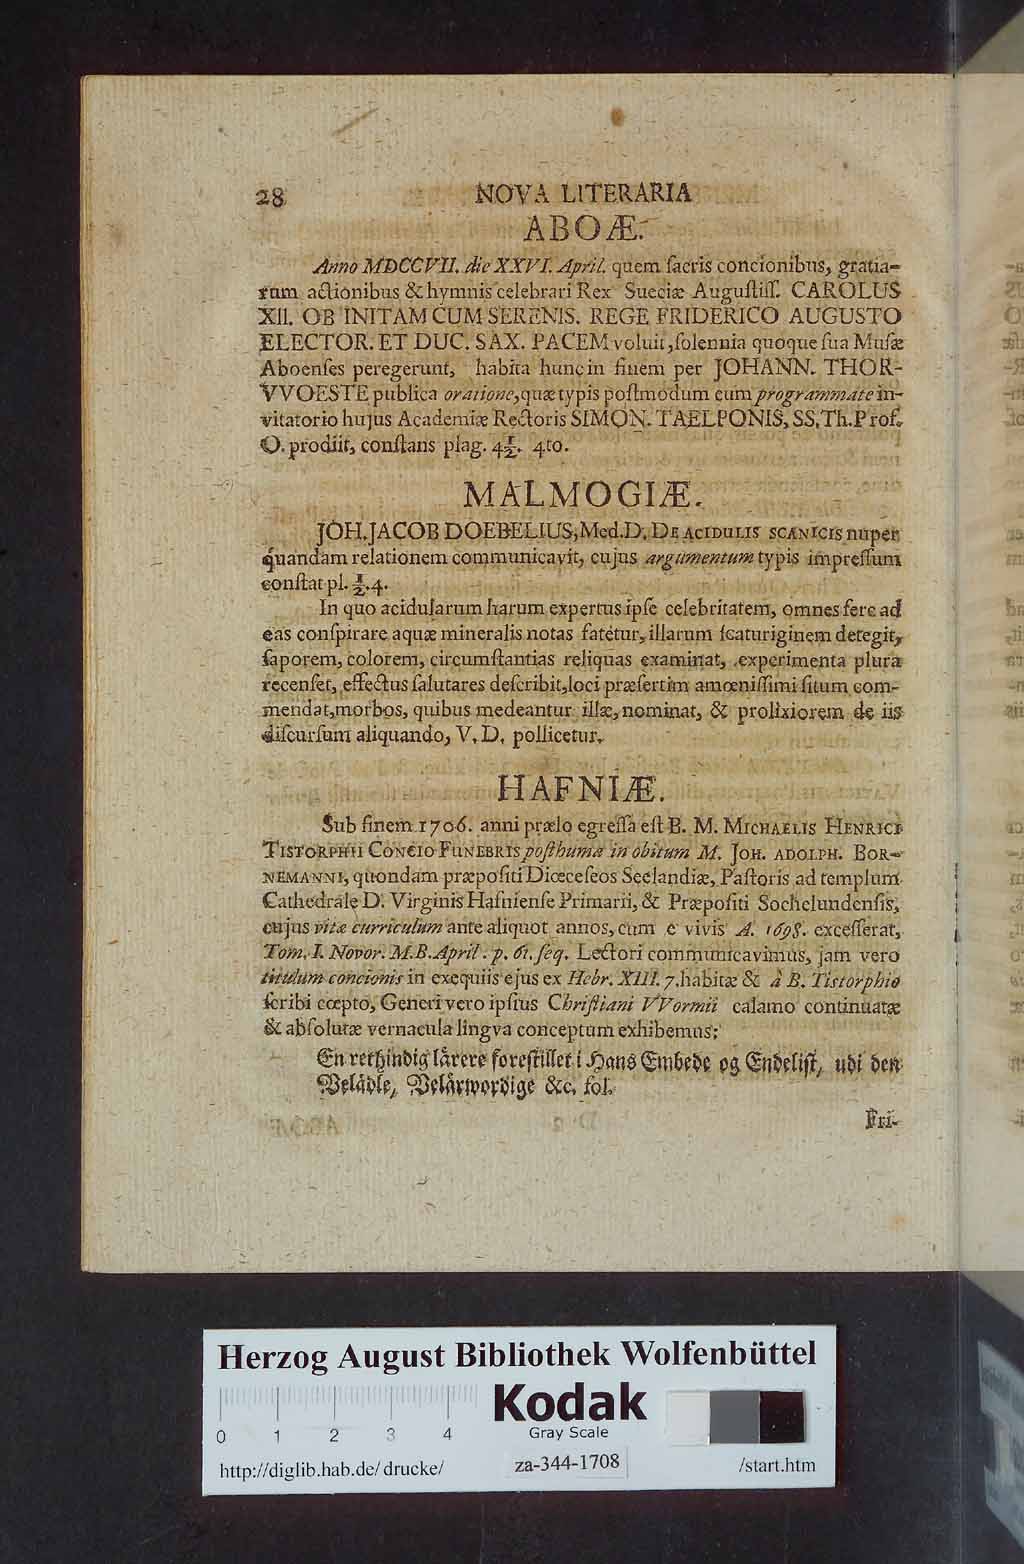 28 NOVA LITERARIA
ABOÆ.
Anno MDCCVII. die XXVI. April. quem ſacris concionibus, gratia-
rum actionibus & hymnis celebrari Rex Sueciæ Auguſtiſſ. CAROLUS
XII. OB INITAM CUM SERENIS. REGE FRIDERICO AUGUSTO
ELECTOR. ET DUC. SAX. PACEM voluit, ſolennia quoque ſua Muſæ
Aboenſes peregerunt, habita hunc in finem per JOHANN. THOR-
VVOESTE publica oratione, quæ typis poſtmodum cum programmate in-
vitatorio hujus Academiæ Rectoris SIMON. TAELPONIS, SS. Th. Prof.
O. prodiit, conſtans plag. 4½. 4to.
MALMOGIÆ.
JOH. JACOB DOEBELIUS, Med. D. DE ACIDULIS SCANICIS nuper
quandam relationem communicavit, cujus argumentum typis impreſſum
conſtat pl. ½. 4.
In quo acidularum harum expertus ipſe celebritatem, omnes fere ad
eas conſpirare aquæ mineralis notas fatetur, illarum ſcaturiginem detegit,
ſaporem, colorem, circumſtantias reliquas examinat, experimenta plura
recenſet, effectus ſalutares deſcribit, loci præſertim amœniſſimi ſitum com-
mendat, morbos, quibus medeantur illæ, nominat, & prolixiorem de iis
diſcurſum aliquando, V. D. pollicetur.
HAFNIÆ.
Sub finem 1706. anni prælo egreſſa eſt B. M. MICHAELIS HENRICI
TISTORPHII CONCIO FUNEBRIS poſthuma in obitum M. JOH. ADOLPH. BOR-
NEMANNI, quondam præpoſiti Diœceſeos Seelandiæ, Paſtoris ad templum
Cathedrale D. Virginis Hafnienſe Primarii, & Præpoſiti Sochelundenſis,
cujus vitæ curriculum ante aliquot annos, cum e vivis A. 1698. exceſſerat,
Tom. I. Novor. M. B. April. p. 61. ſeq. Lectori communicavimus, jam vero
titulum concionis in exequiis ejus ex Hebr. XIII. 7. habitæ & à B. Tistorphio
ſcribi cœpto, Generi vero ipſius Chriſtiani VVormii calamo continuatæ
& abſolutæ vernacula lingva conceptum exhibemus;
En rethindig lärere foreſtillet i Hans Embede og Endeliſt, udi den
Velädle, Velärwordige &c. fol.
Fri-
Herzog August Bibliothek Wolfenbüttel
Kodak
Gray Scale
0 1 2 3 4
http://diglib.hab.de/drucke/ za-344-1708 /start.htm